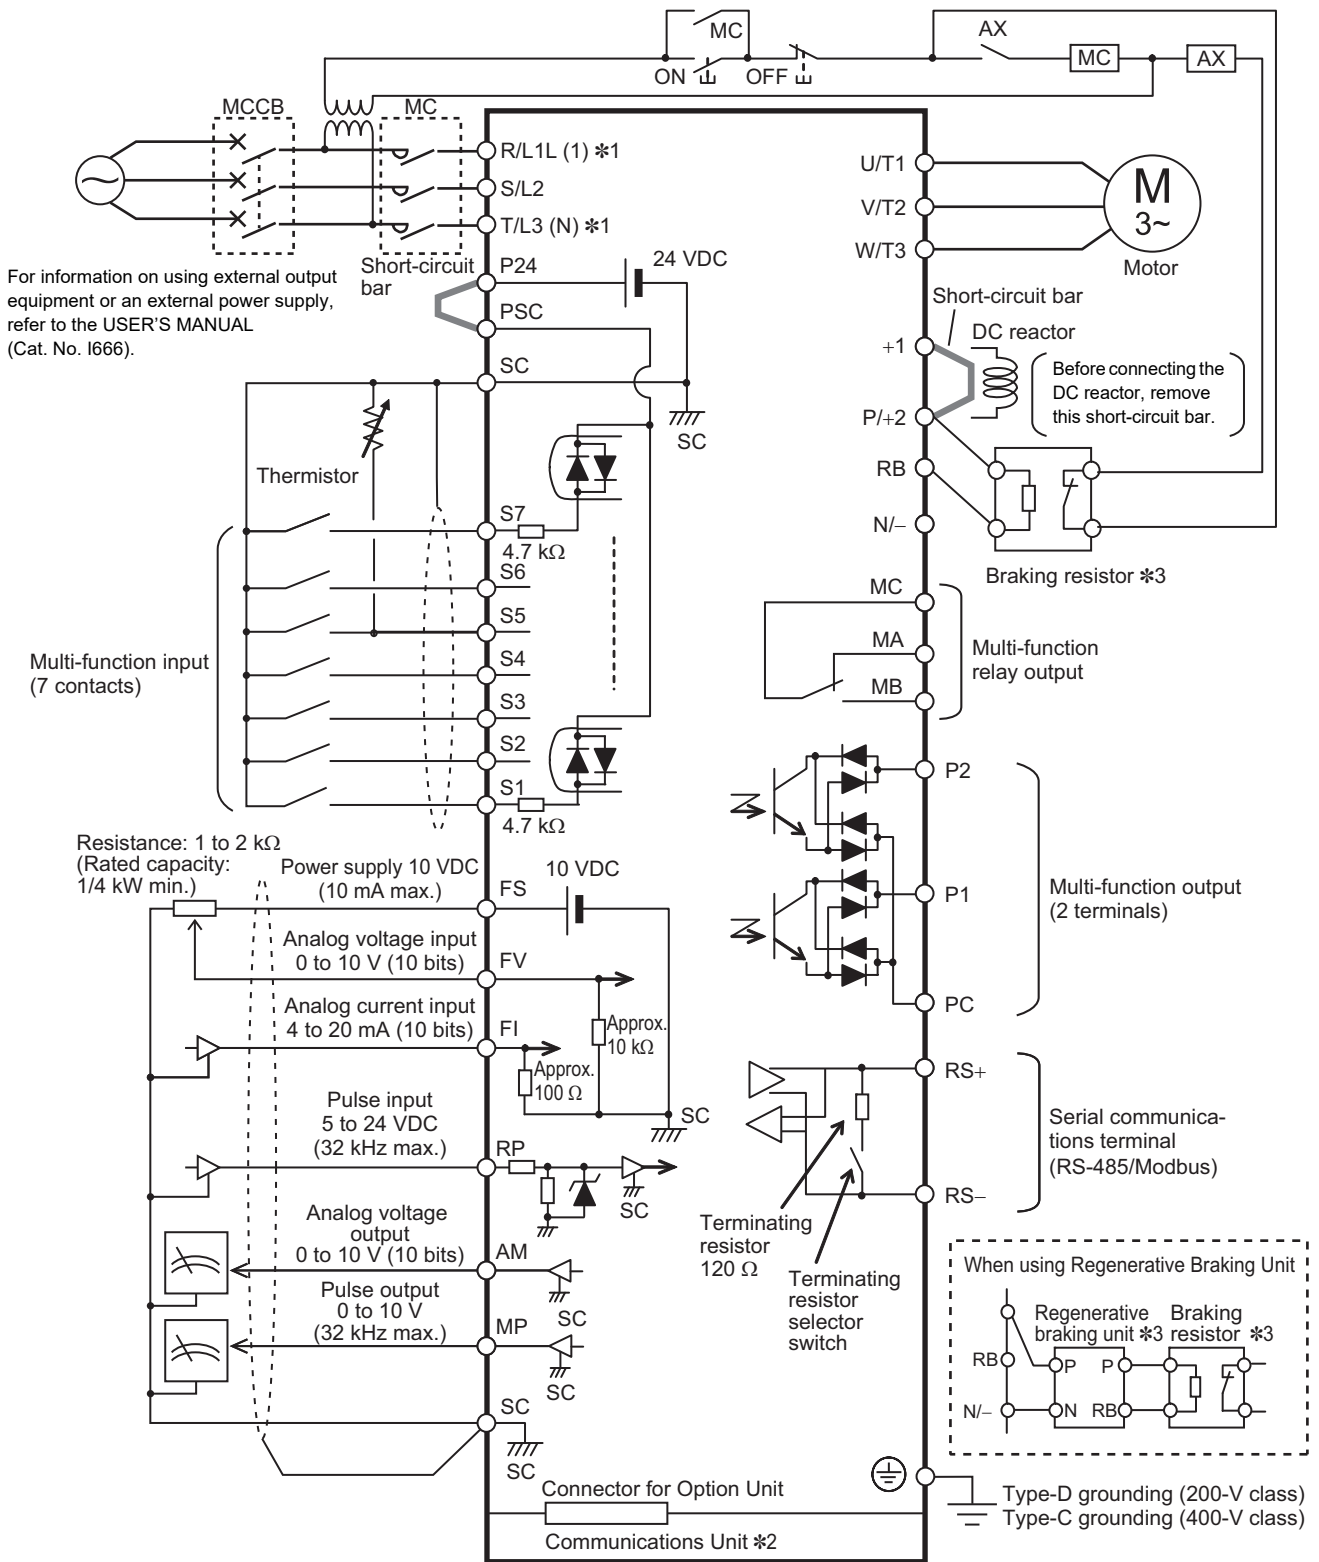 MC
AX
ON
OFF
MC
AX
MCCB
MC
R/L1L (1) ✻1
S/L2
T/L3 (N) ✻1
U/T1
V/T2
W/T3
M
3~
Motor
For information on using external output
equipment or an external power supply,
refer to the USER'S MANUAL
(Cat. No. I666).
Short-circuit
bar
P24
24 VDC
PSC
SC
SC
Short-circuit bar
DC reactor
+1
Before connecting the
DC reactor, remove
this short-circuit bar.
P/+2
RB
N/−
Braking resistor ✻3
Thermistor
S7
4.7 kΩ
S6
S5
S4
S3
S2
S1
4.7 kΩ
Multi-function input
(7 contacts)
MC
MA
MB
Multi-function
relay output
P2
P1
PC
Multi-function output
(2 terminals)
Resistance: 1 to 2 kΩ
(Rated capacity:
1/4 kW min.)
Power supply 10 VDC
(10 mA max.)
FS
10 VDC
Analog voltage input
0 to 10 V (10 bits)
FV
Analog current input
4 to 20 mA (10 bits)
FI
Approx.
10 kΩ
Approx.
100 Ω
SC
Pulse input
5 to 24 VDC
(32 kHz max.)
RP
SC
Analog voltage
output
0 to 10 V (10 bits)
AM
SC
Pulse output
0 to 10 V
(32 kHz max.)
MP
SC
SC
SC
RS+
RS−
Serial communica-
tions terminal
(RS-485/Modbus)
Terminating
resistor
120 Ω
Terminating
resistor
selector
switch
When using Regenerative Braking Unit
Regenerative
braking unit ✻3
Braking
resistor ✻3
RB
P
P
N/−
N
RB
Connector for Option Unit
Communications Unit ✻2
Type-D grounding (200-V class)
Type-C grounding (400-V class)